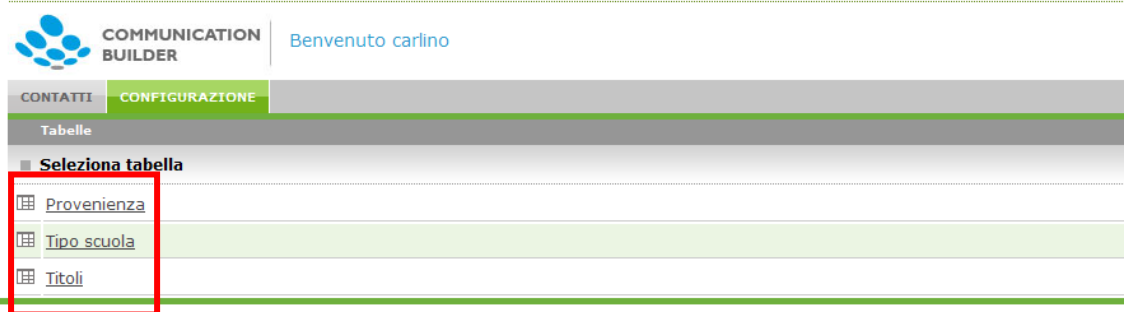 COMMUNICATION
BUILDER
Benvenuto carlino
CONTATTI CONFIGURAZIONE
Tabelle
Seleziona tabella
Provenienza
Tipo scuola
Titoli